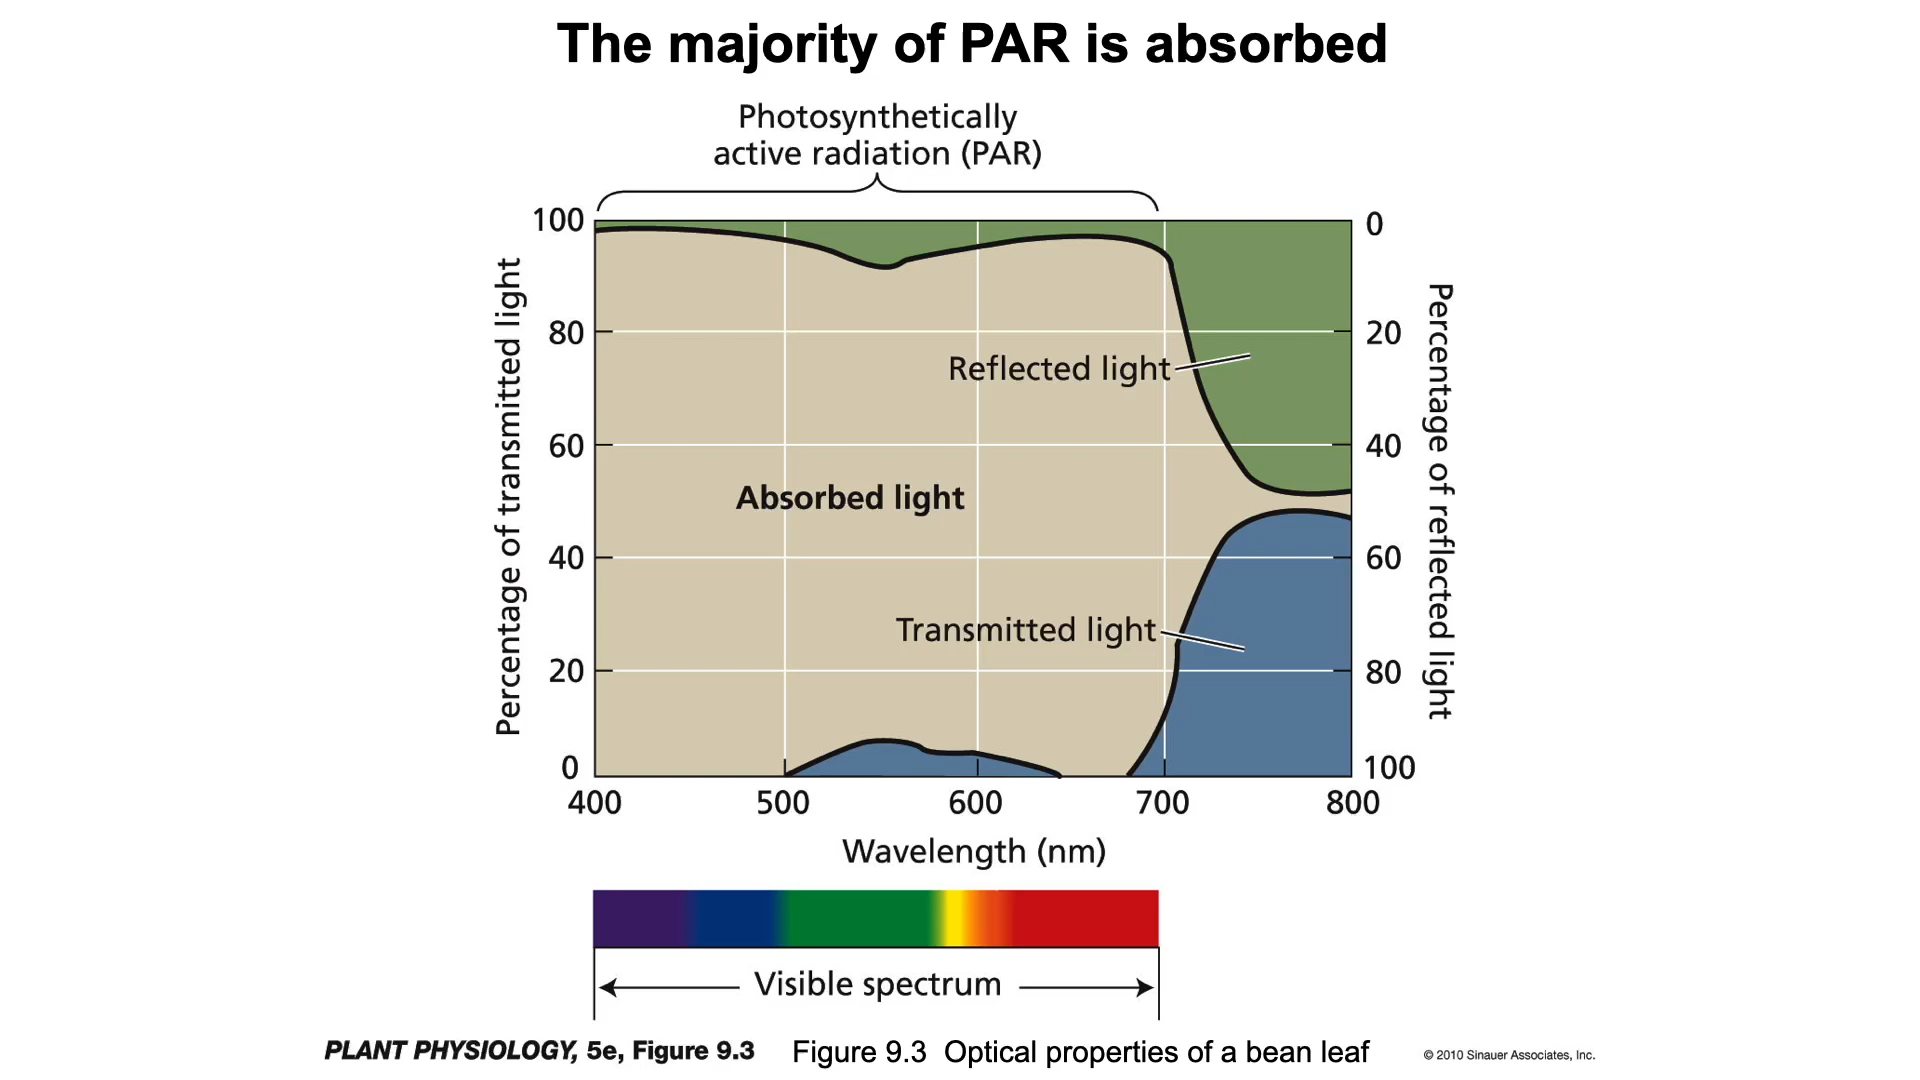 The majority of PAR is absorbed
Photosynthetically
active radiation (PAR)
100
80
60
40
20
0
Percentage of transmitted light
0
20
40
60
80
100
Percentage of reflected light
Reflected light
Absorbed light
Transmitted light
400 500 600 700 800
Wavelength (nm)
Visible spectrum
PLANT PHYSIOLOGY, 5e, Figure 9.3 Figure 9.3 Optical properties of a bean leaf © 2010 Sinauer Associates, Inc.